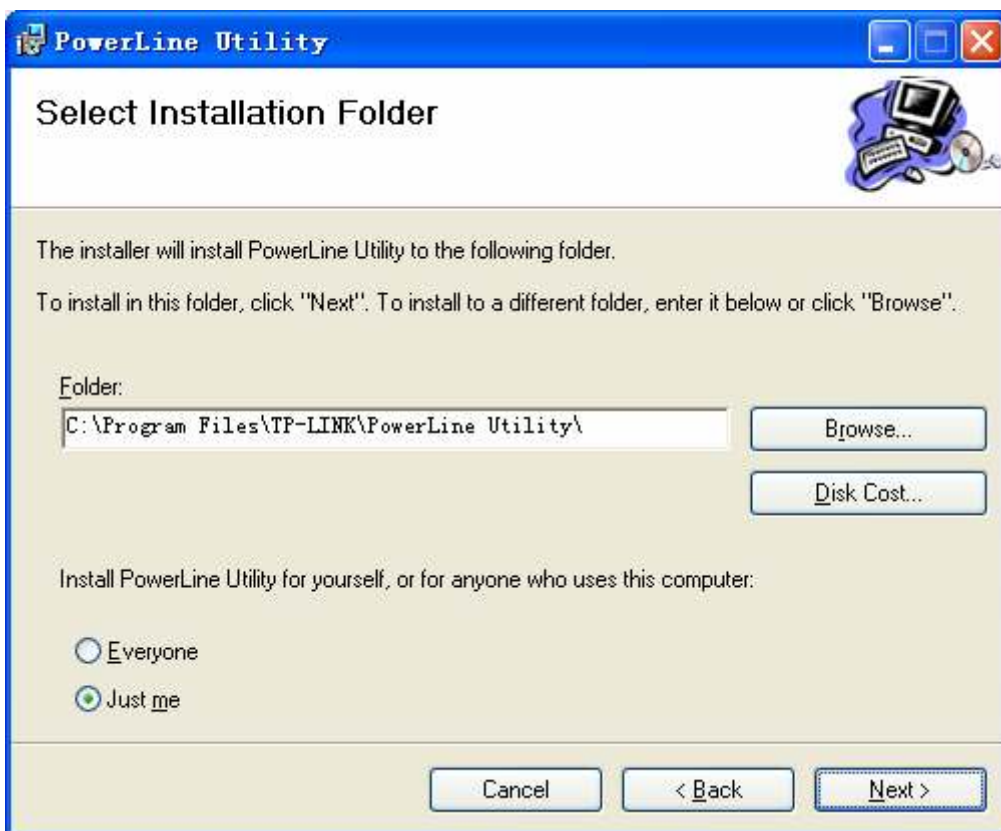 PowerLine Utility
Select Installation Folder
The installer will install PowerLine Utility to the following folder.
To install in this folder, click "Next". To install to a different folder, enter it below or click "Browse".
Folder:
C:\Program Files\TP-LINK\PowerLine Utility\
Browse...
Disk Cost...
Install PowerLine Utility for yourself, or for anyone who uses this computer:
Everyone
Just me
Cancel
< Back
Next >